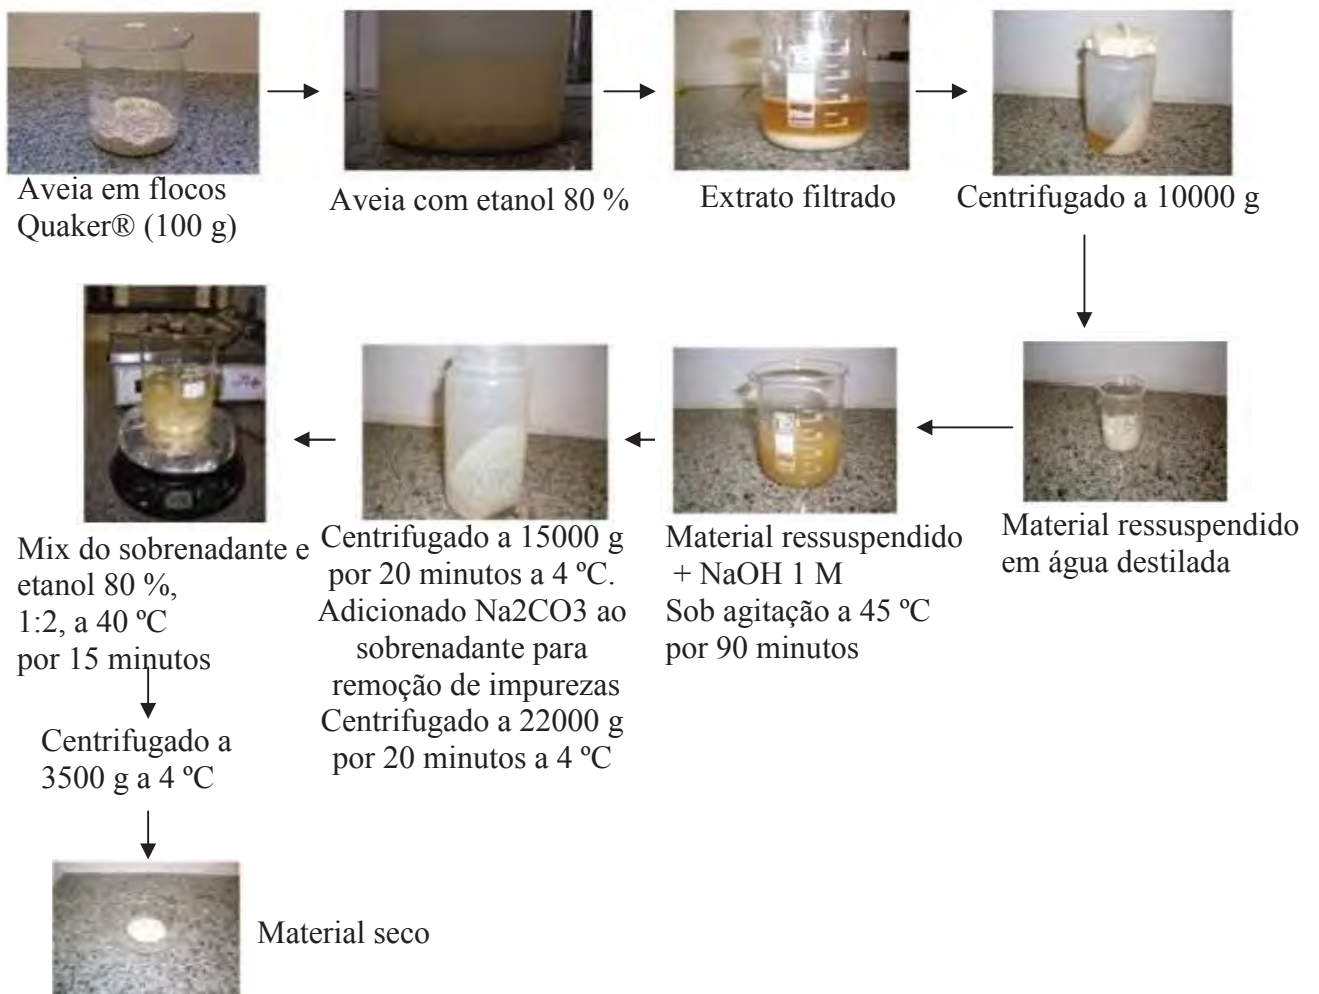 Aveia em flocos
Quaker® (100 g)
Aveia com etanol 80 %
Extrato filtrado
Centrifugado a 10000 g
Material ressuspendido
em água destilada
Material ressuspendido
+ NaOH 1 M
Sob agitação a 45 ºC
por 90 minutos
Centrifugado a 15000 g
por 20 minutos a 4 ºC.
Adicionado Na2CO3 ao
sobrenadante para
remoção de impurezas
Centrifugado a 22000 g
por 20 minutos a 4 ºC
Mix do sobrenadante e
etanol 80 %,
1:2, a 40 ºC
por 15 minutos
Centrifugado a
3500 g a 4 ºC
Material seco